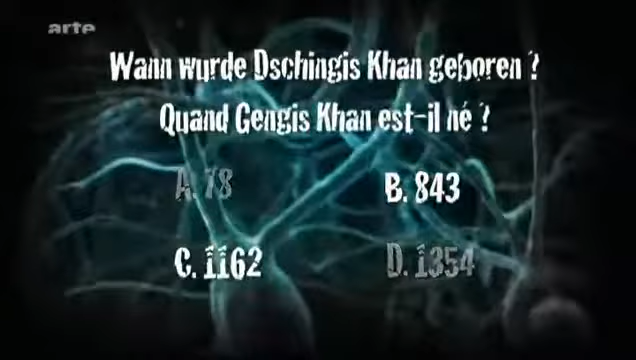 arte
Wann wurde Dschingis Khan geboren ?
Quand Gengis Khan est-il né ?
A. 78
B. 843
C. 1162
D. 1354